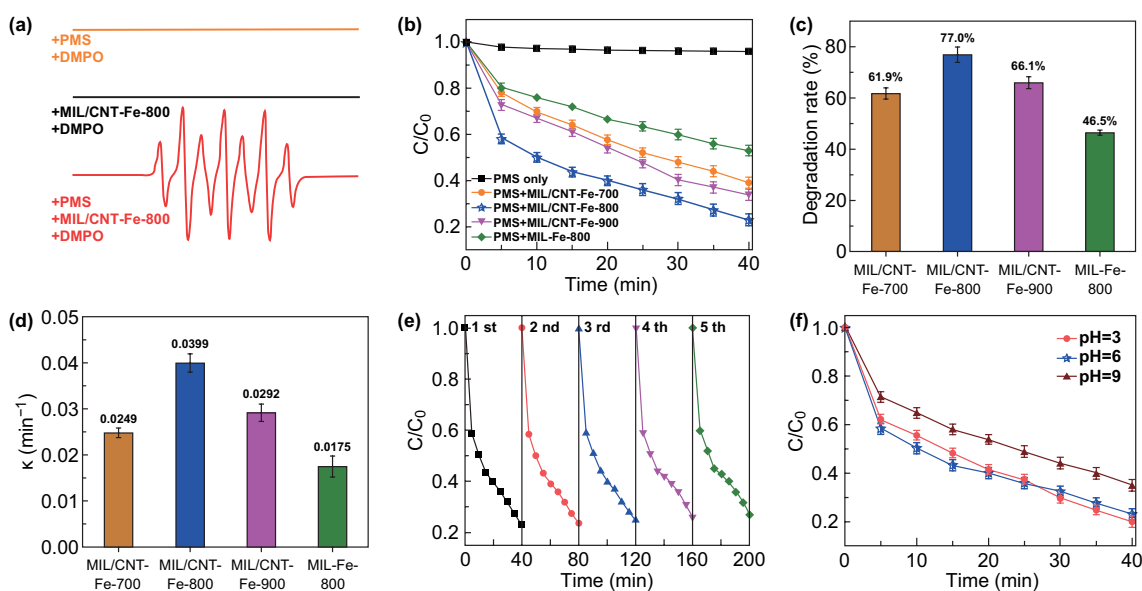 (a)
+PMS
+DMPO
+MIL/CNT-Fe-800
+DMPO
+PMS
+MIL/CNT-Fe-800
+DMPO
(b)
C/C0
1.0
0.8
0.6
0.4
0.2
PMS only
PMS+MIL/CNT-Fe-700
PMS+MIL/CNT-Fe-800
PMS+MIL/CNT-Fe-900
PMS+MIL-Fe-800
0 10 20 30 40
Time (min)
(c)
Degradation rate (%)
80
60
40
20
0
61.9%
77.0%
66.1%
46.5%
MIL/CNT-
Fe-700
MIL/CNT-
Fe-800
MIL/CNT-
Fe-900
MIL-Fe-
800
(d)
κ (min−1)
0.05
0.04
0.03
0.02
0.01
0.00
0.0249
0.0399
0.0292
0.0175
MIL/CNT-
Fe-700
MIL/CNT-
Fe-800
MIL/CNT-
Fe-900
MIL-Fe-
800
(e)
C/C0
1.0
0.8
0.6
0.4
0.2
1 st 2 nd 3 rd 4 th 5 th
0 40 80 120 160 200
Time (min)
(f)
C/C0
1.0
0.8
0.6
0.4
0.2
pH=3
pH=6
pH=9
0 10 20 30 40
Time (min)